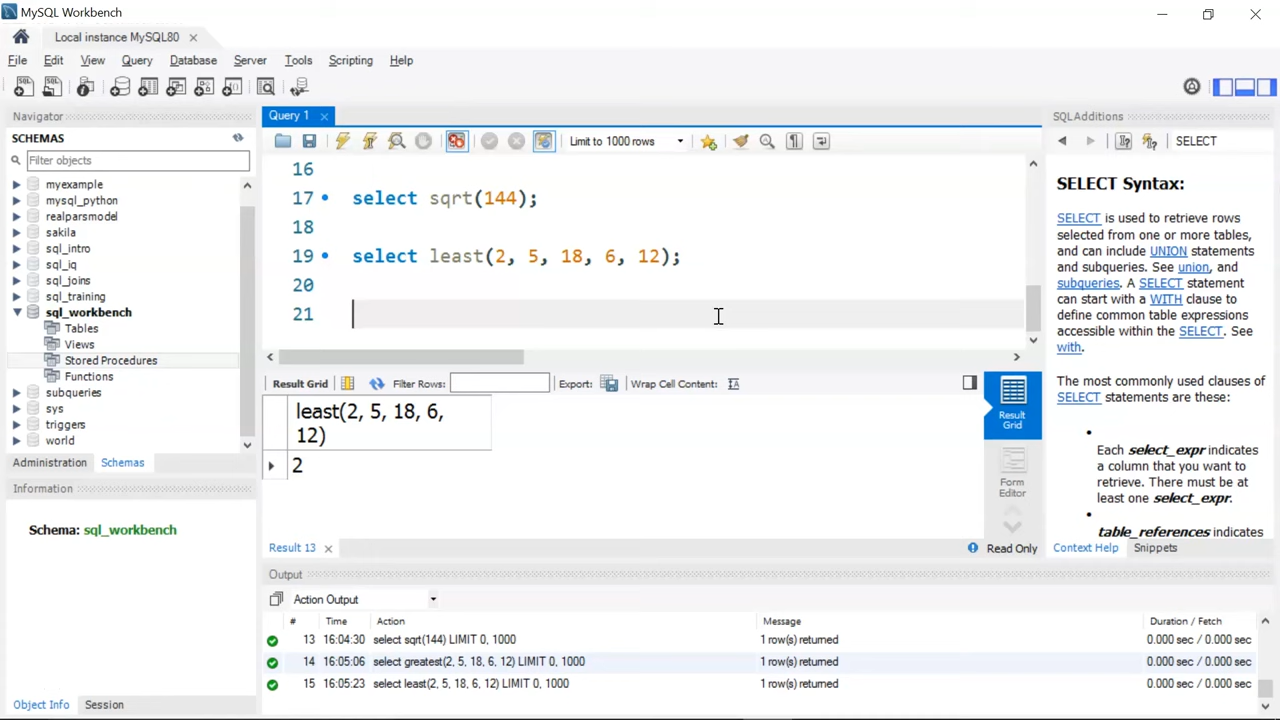 MySQL Workbench
Local instance MySQL80
File Edit View Query Database Server Tools Scripting Help
Navigator
SCHEMAS
Filter objects
myexample
mysql_python
realparsmodel
sakila
sql_intro
sql_iq
sql_joins
sql_training
sql_workbench
Tables
Views
Stored Procedures
Functions
subqueries
sys
triggers
world
Administration Schemas
Information
Schema: sql_workbench
Object Info Session
Query 1
Limit to 1000 rows
16
17 select sqrt(144);
18
19 select least(2, 5, 18, 6, 12);
20
21
Result Grid Filter Rows: Export: Wrap Cell Content:
least(2, 5, 18, 6,
12)
2
Result
Grid
Form
Editor
Result 13
Read Only
SQLAdditions
SELECT
SELECT Syntax:
SELECT is used to retrieve rows
selected from one or more tables,
and can include UNION statements
and subqueries. See union, and
subqueries. A SELECT statement
can start with a WITH clause to
define common table expressions
accessible within the SELECT. See
with.
The most commonly used clauses of
SELECT statements are these:
Each select_expr indicates
a column that you want to
retrieve. There must be at
least one select_expr.
table_references indicates
Context Help Snippets
Output
Action Output
# Time Action Message Duration / Fetch
13 16:04:30 select sqrt(144) LIMIT 0, 1000 1 row(s) returned 0.000 sec / 0.000 sec
14 16:05:06 select greatest(2, 5, 18, 6, 12) LIMIT 0, 1000 1 row(s) returned 0.000 sec / 0.000 sec
15 16:05:23 select least(2, 5, 18, 6, 12) LIMIT 0, 1000 1 row(s) returned 0.000 sec / 0.000 sec